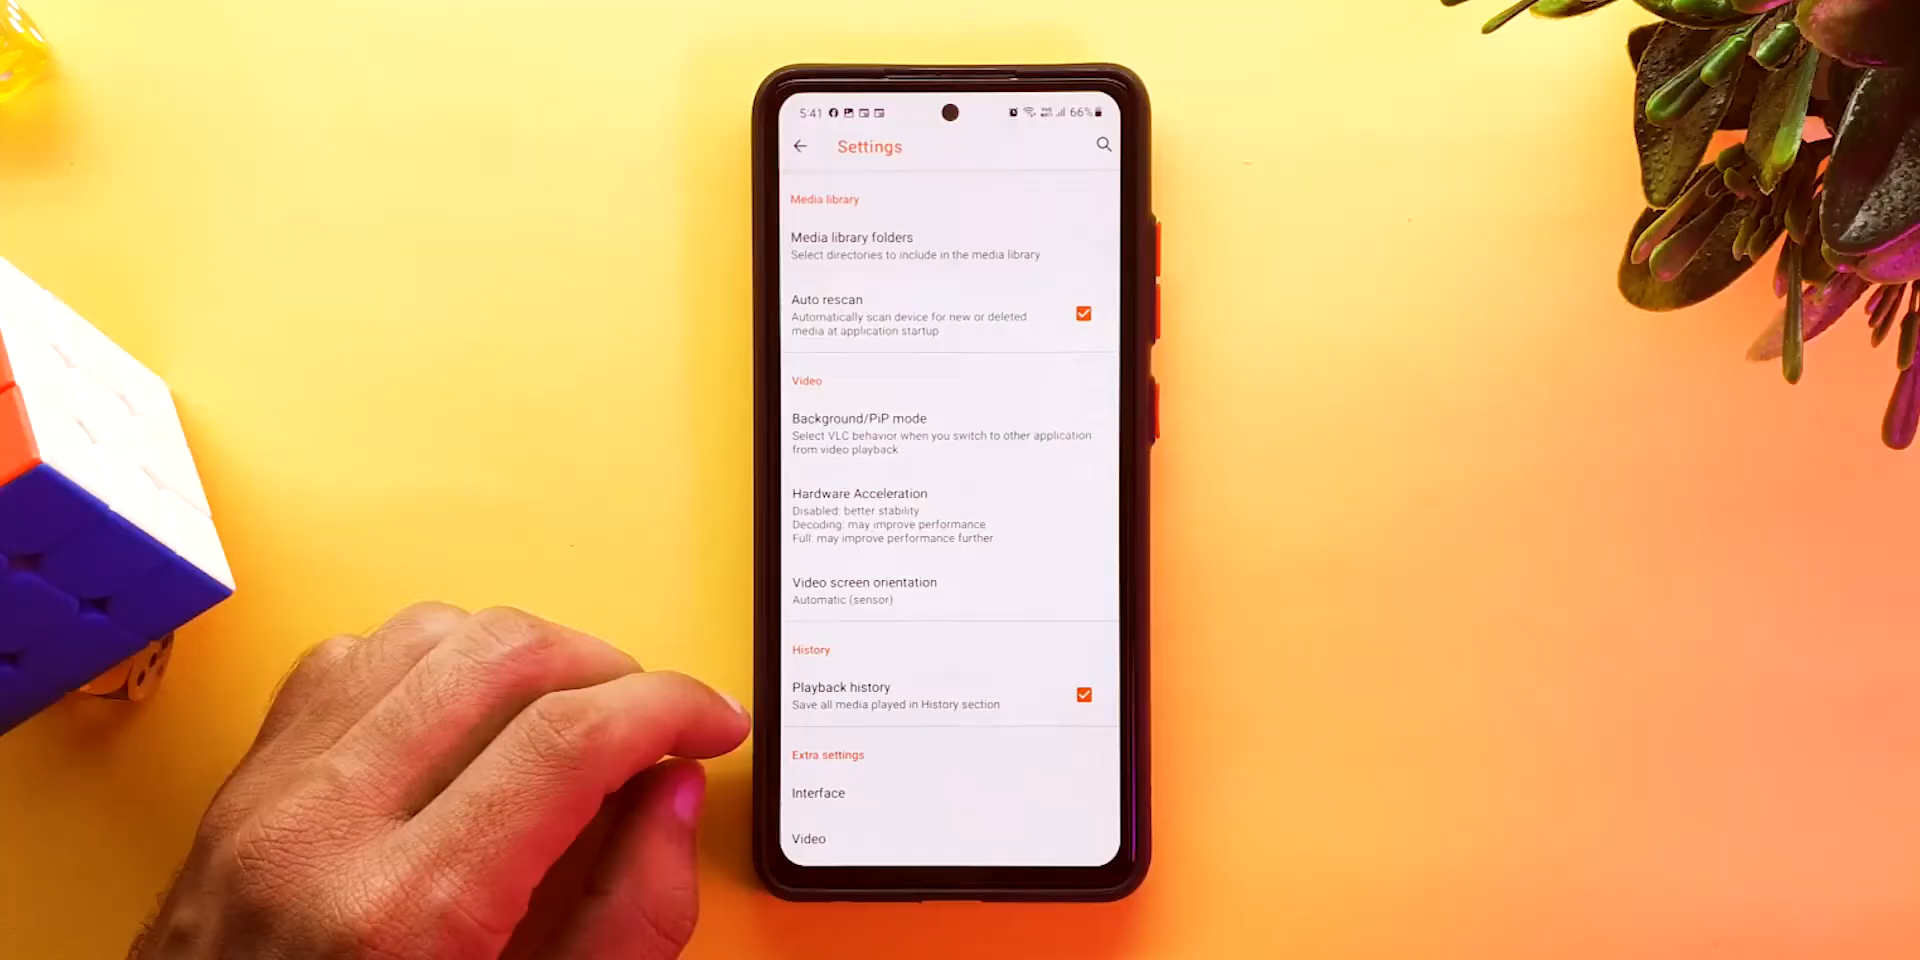 5:41 66%
Settings
Media library
Media library folders
Select directories to include in the media library
Auto rescan
Automatically scan device for new or deleted
media at application startup
Video
Background/PiP mode
Select VLC behavior when you switch to other application
from video playback
Hardware Acceleration
Disabled: better stability
Decoding: may improve performance
Full: may improve performance further
Video screen orientation
Automatic (sensor)
History
Playback history
Save all media played in History section
Extra settings
Interface
Video